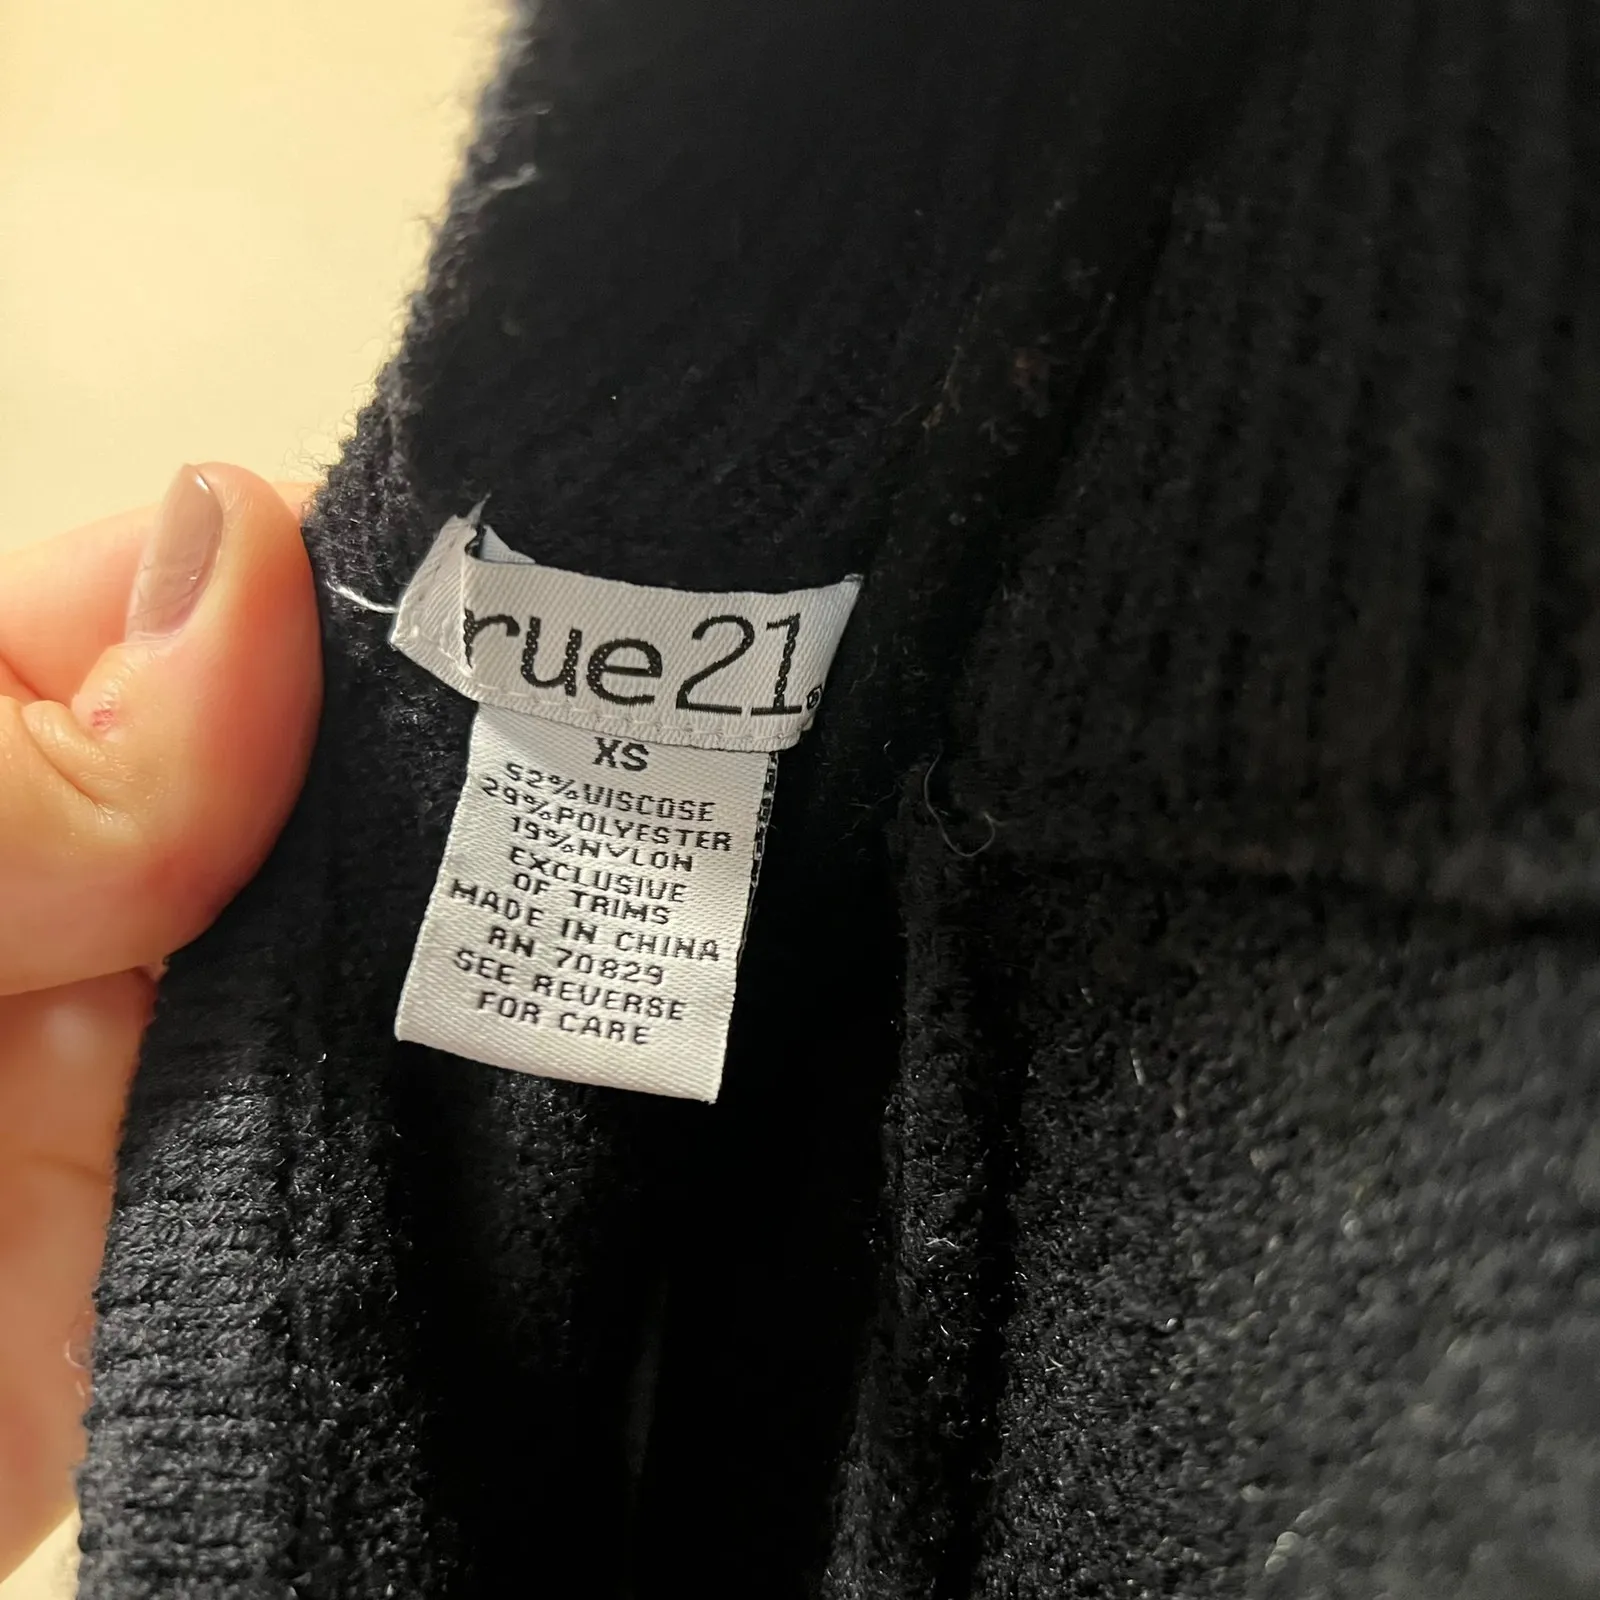 rue21®
XS
52% VISCOSE
29% POLYESTER
19% NYLON
EXCLUSIVE
OF TRIMS
MADE IN CHINA
RN 70829
SEE REVERSE
FOR CARE